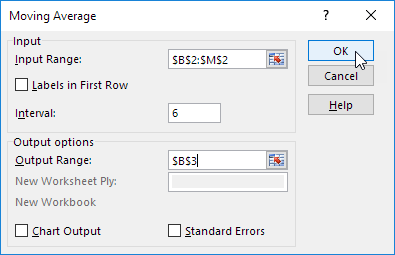 Moving Average
?
Input
Input Range:
$B$2:$M$2
Labels in First Row
Interval:
6
OK
Cancel
Help
Output options
Output Range:
$B$3
New Worksheet Ply:
New Workbook
Chart Output
Standard Errors